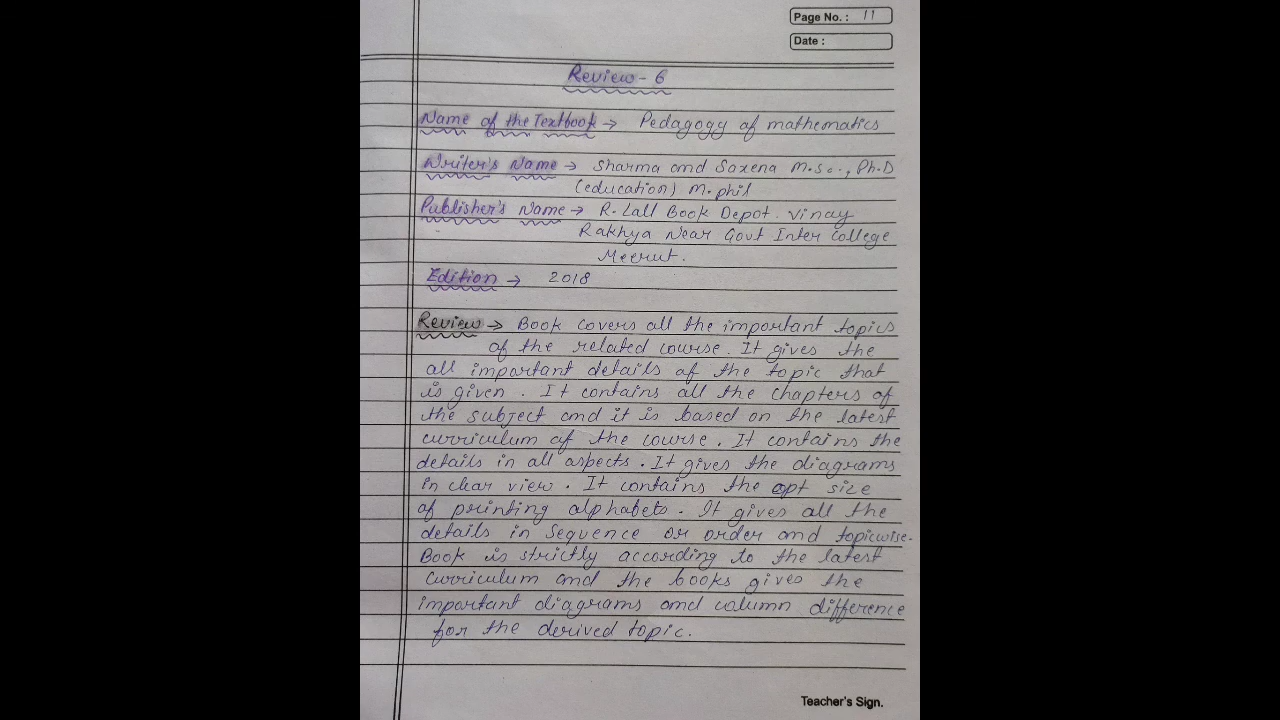 Page No. : 11
Date :
Review - 6
Name of the Textbook → Pedagogy of mathematics
Writer's Name → Sharma and Saxena M.Sc., Ph.D
(education) M.phil
Publisher's Name → R. Lall Book Depot. Vinay
Rakhya Near Govt Inter College
Meerut.
Edition → 2018
Review → Book covers all the important topics
of the related course. It gives the
all important details of the topic that
is given. It contains all the chapters of
the subject and it is based on the latest
curriculum of the course. It contains the
details in all aspects. It gives the diagrams
in clear view. It contains the apt size
of printing alphabets. It gives all the
details in sequence or order and topicwise.
Book is strictly according to the latest
curriculum and the books gives the
important diagrams and column difference
for the derived topic.
Teacher's Sign.